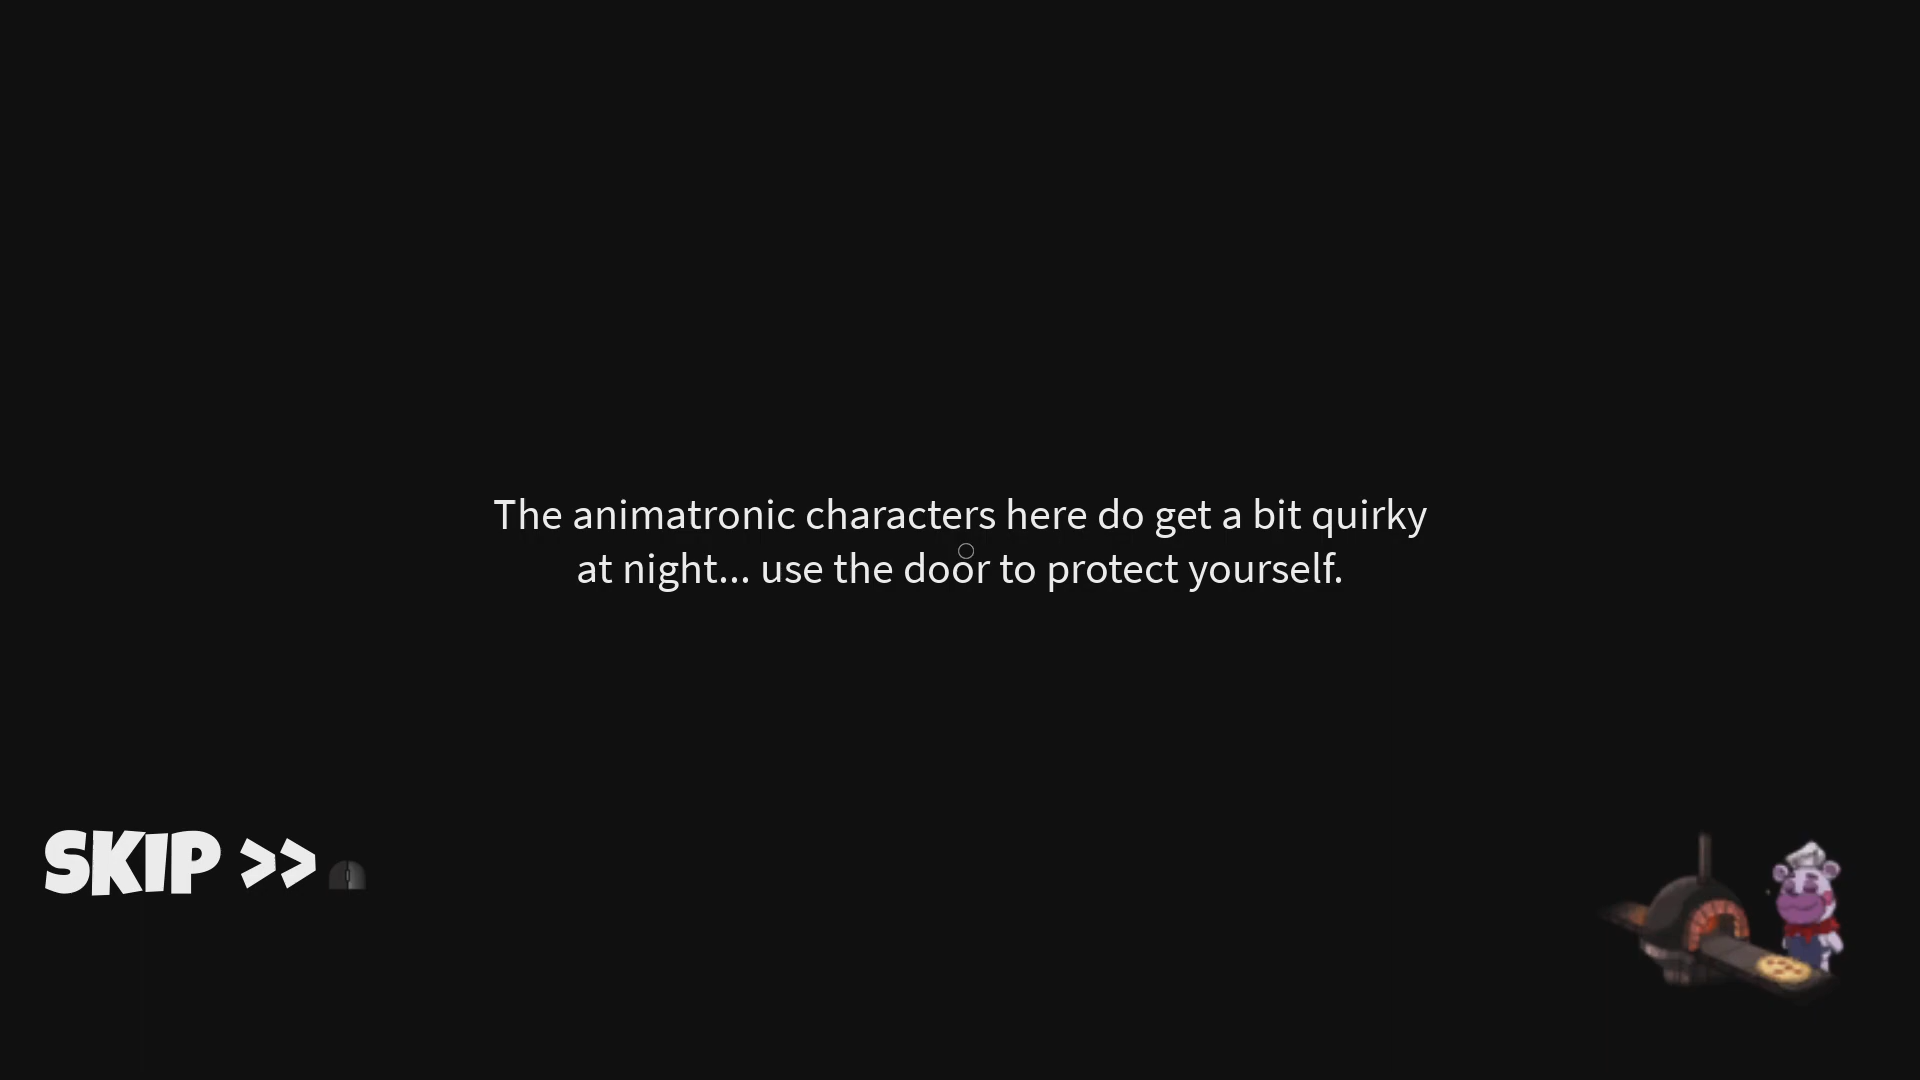 The animatronic characters here do get a bit quirky
at night... use the door to protect yourself.
SKIP >>